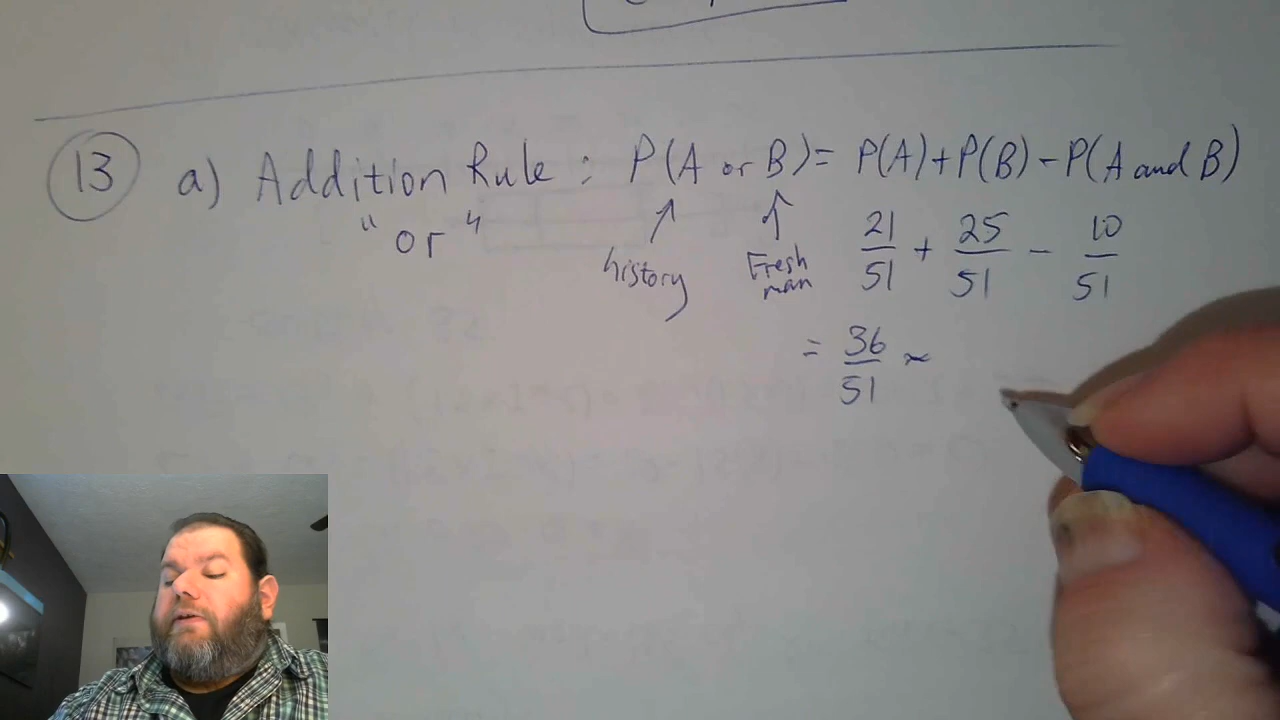 13 a) Addition Rule : P(A or B) = P(A) + P(B) - P(A and B)
"or"
history
Fresh
man
21/51 + 25/51 - 10/51
= 36/51 ~